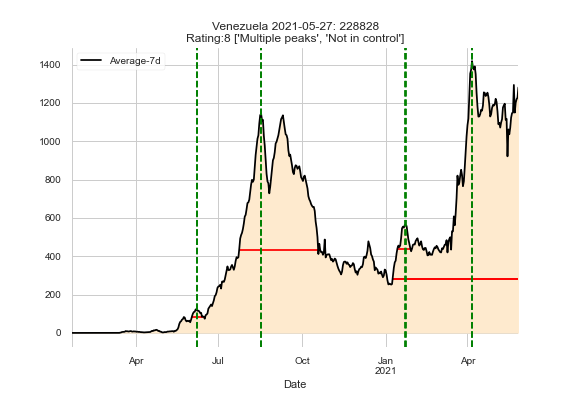 Venezuela 2021-05-27: 228828
Rating:8 ['Multiple peaks', 'Not in control']
Average-7d
1400
1200
1000
800
600
400
200
0
Apr
Jul
Oct
Jan
2021
Apr
Date